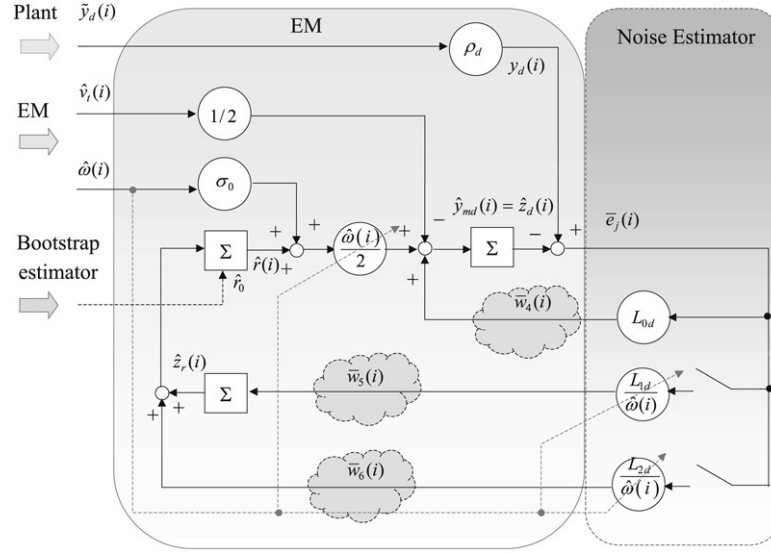 Plant
ỹ_d(i)
EM
Noise Estimator
ρ_d
y_d(i)
EM
v̂_t(i)
1/2
ω̂(i)
σ_0
ŷ_md(i) = ẑ_d(i)
ē_j(i)
Bootstrap
estimator
Σ
r̂(i)
r̂_0
ω̂(i)
2
Σ
+
+
+
+
+
+
−
−
+
w̄_4(i)
L_0d
ẑ_r(i)
Σ
w̄_5(i)
L_1d
ω̂(i)
+
+
w̄_6(i)
L_2d
ω̂(i)